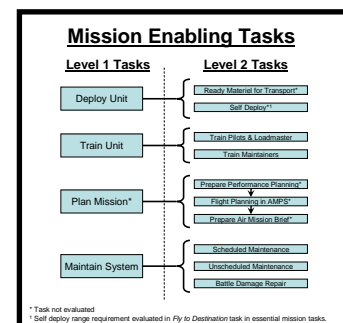 Mission Enabling Tasks
Level 1 Tasks
Level 2 Tasks
Deploy Unit
Ready Materiel for Transport*
Self Deploy*¹
Train Unit
Train Pilots & Loadmaster
Train Maintainers
Plan Mission*
Prepare Performance Planning*
Flight Planning in AMPS*
Prepare Air Mission Brief*
Maintain System
Scheduled Maintenance
Unscheduled Maintenance
Battle Damage Repair
* Task not evaluated
¹ Self deploy range requirement evaluated in Fly to Destination task in essential mission tasks.